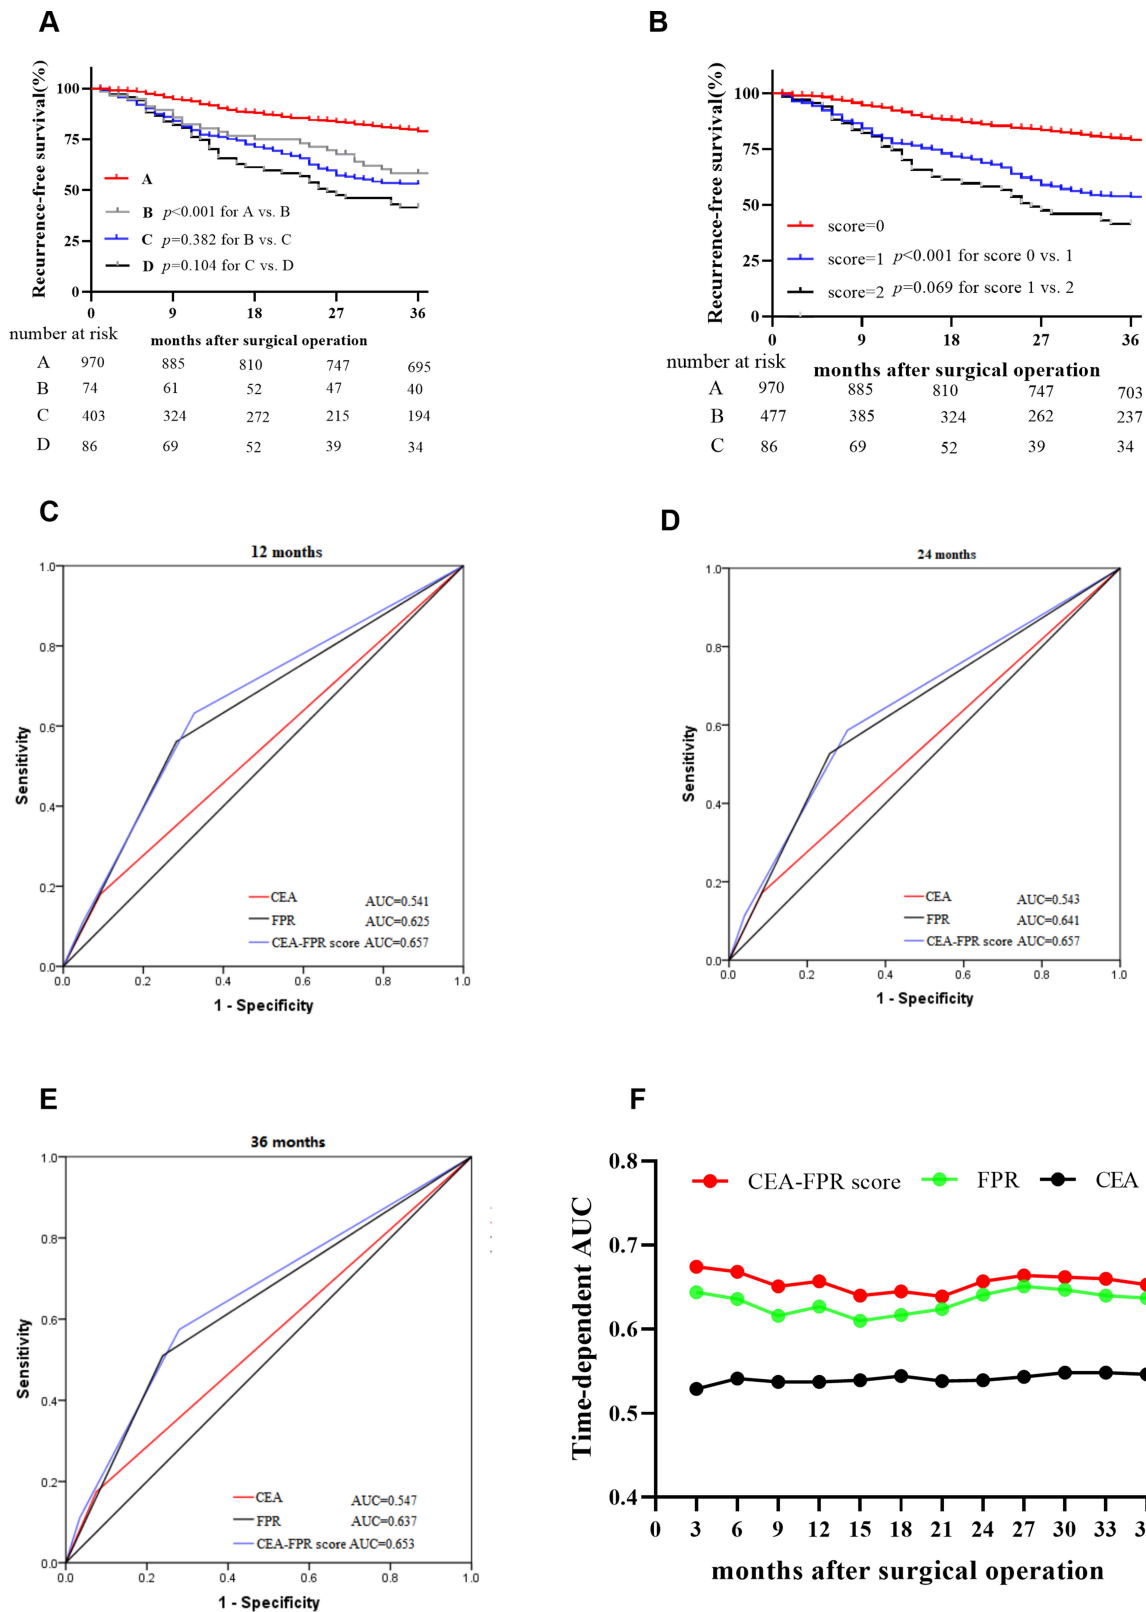 A
Recurrence-free survival(%)
100
75
50
25
0
A
B p<0.001 for A vs. B
C p=0.382 for B vs. C
D p=0.104 for C vs. D
0 9 18 27 36
number at risk
months after surgical operation
A 970 885 810 747 695
B 74 61 52 47 40
C 403 324 272 215 194
D 86 69 52 39 34
B
Recurrence-free survival(%)
100
75
50
25
0
score=0
score=1 p<0.001 for score 0 vs. 1
score=2 p=0.069 for score 1 vs. 2
0 9 18 27 36
number at risk
months after surgical operation
A 970 885 810 747 703
B 477 385 324 262 237
C 86 69 52 39 34
C
12 months
Sensitivity
1.0
0.8
0.6
0.4
0.2
0.0
CEA AUC=0.541
FPR AUC=0.625
CEA-FPR score AUC=0.657
0.0 0.2 0.4 0.6 0.8 1.0
1 - Specificity
D
24 months
Sensitivity
1.0
0.8
0.6
0.4
0.2
0.0
CEA AUC=0.543
FPR AUC=0.641
CEA-FPR score AUC=0.657
0.0 0.2 0.4 0.6 0.8 1.0
1 - Specificity
E
36 months
Sensitivity
1.0
0.8
0.6
0.4
0.2
0.0
CEA AUC=0.547
FPR AUC=0.637
CEA-FPR score AUC=0.653
0.0 0.2 0.4 0.6 0.8 1.0
1 - Specificity
F
Time-dependent AUC
0.8
0.7
0.6
0.5
0.4
CEA-FPR score FPR CEA
0 3 6 9 12 15 18 21 24 27 30 33
months after surgical operation